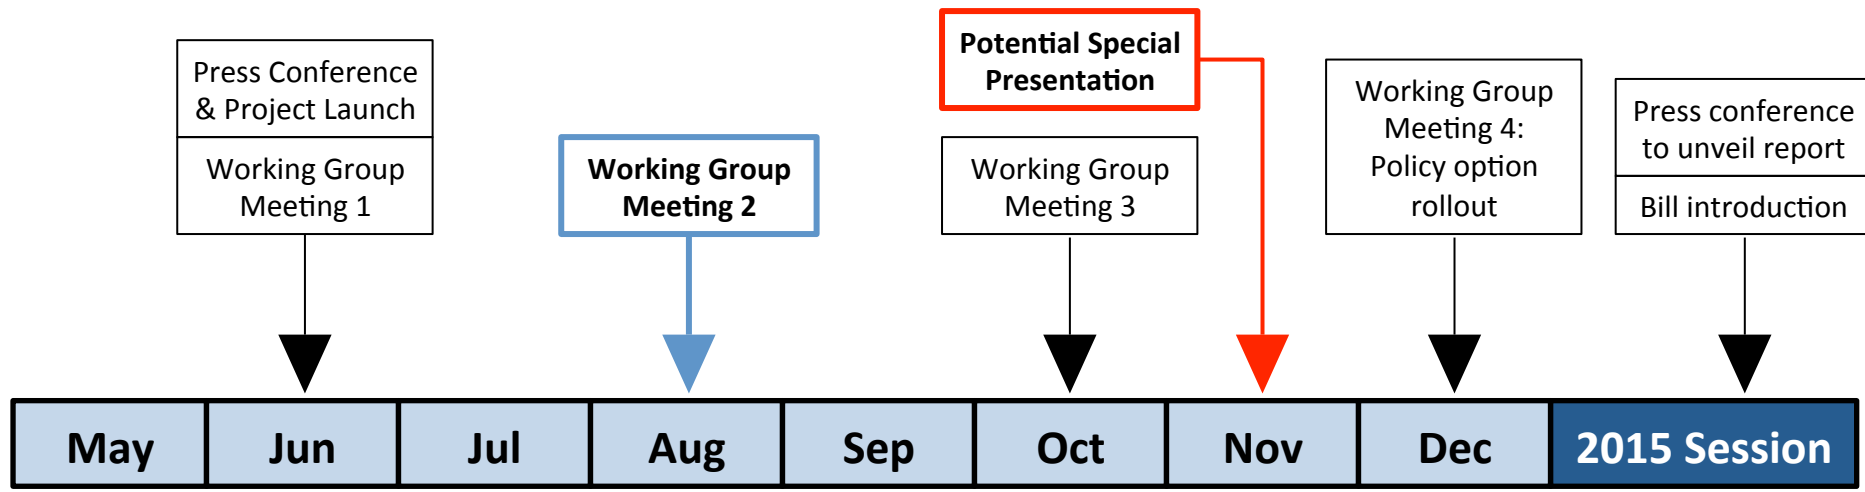 Press Conference
& Project Launch
Working Group
Meeting 1
Working Group
Meeting 2
Potential Special
Presentation
Working Group
Meeting 3
Working Group
Meeting 4:
Policy option
rollout
Press conference
to unveil report
Bill introduction
May
Jun
Jul
Aug
Sep
Oct
Nov
Dec
2015 Session